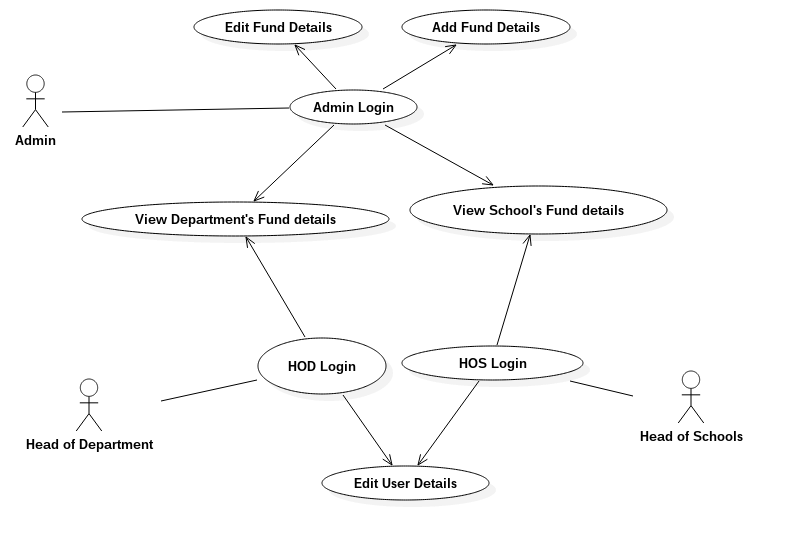 Edit Fund Details
Add Fund Details
Admin Login
Admin
View Department's Fund details
View School's Fund details
HOD Login
HOS Login
Head of Department
Head of Schools
Edit User Details